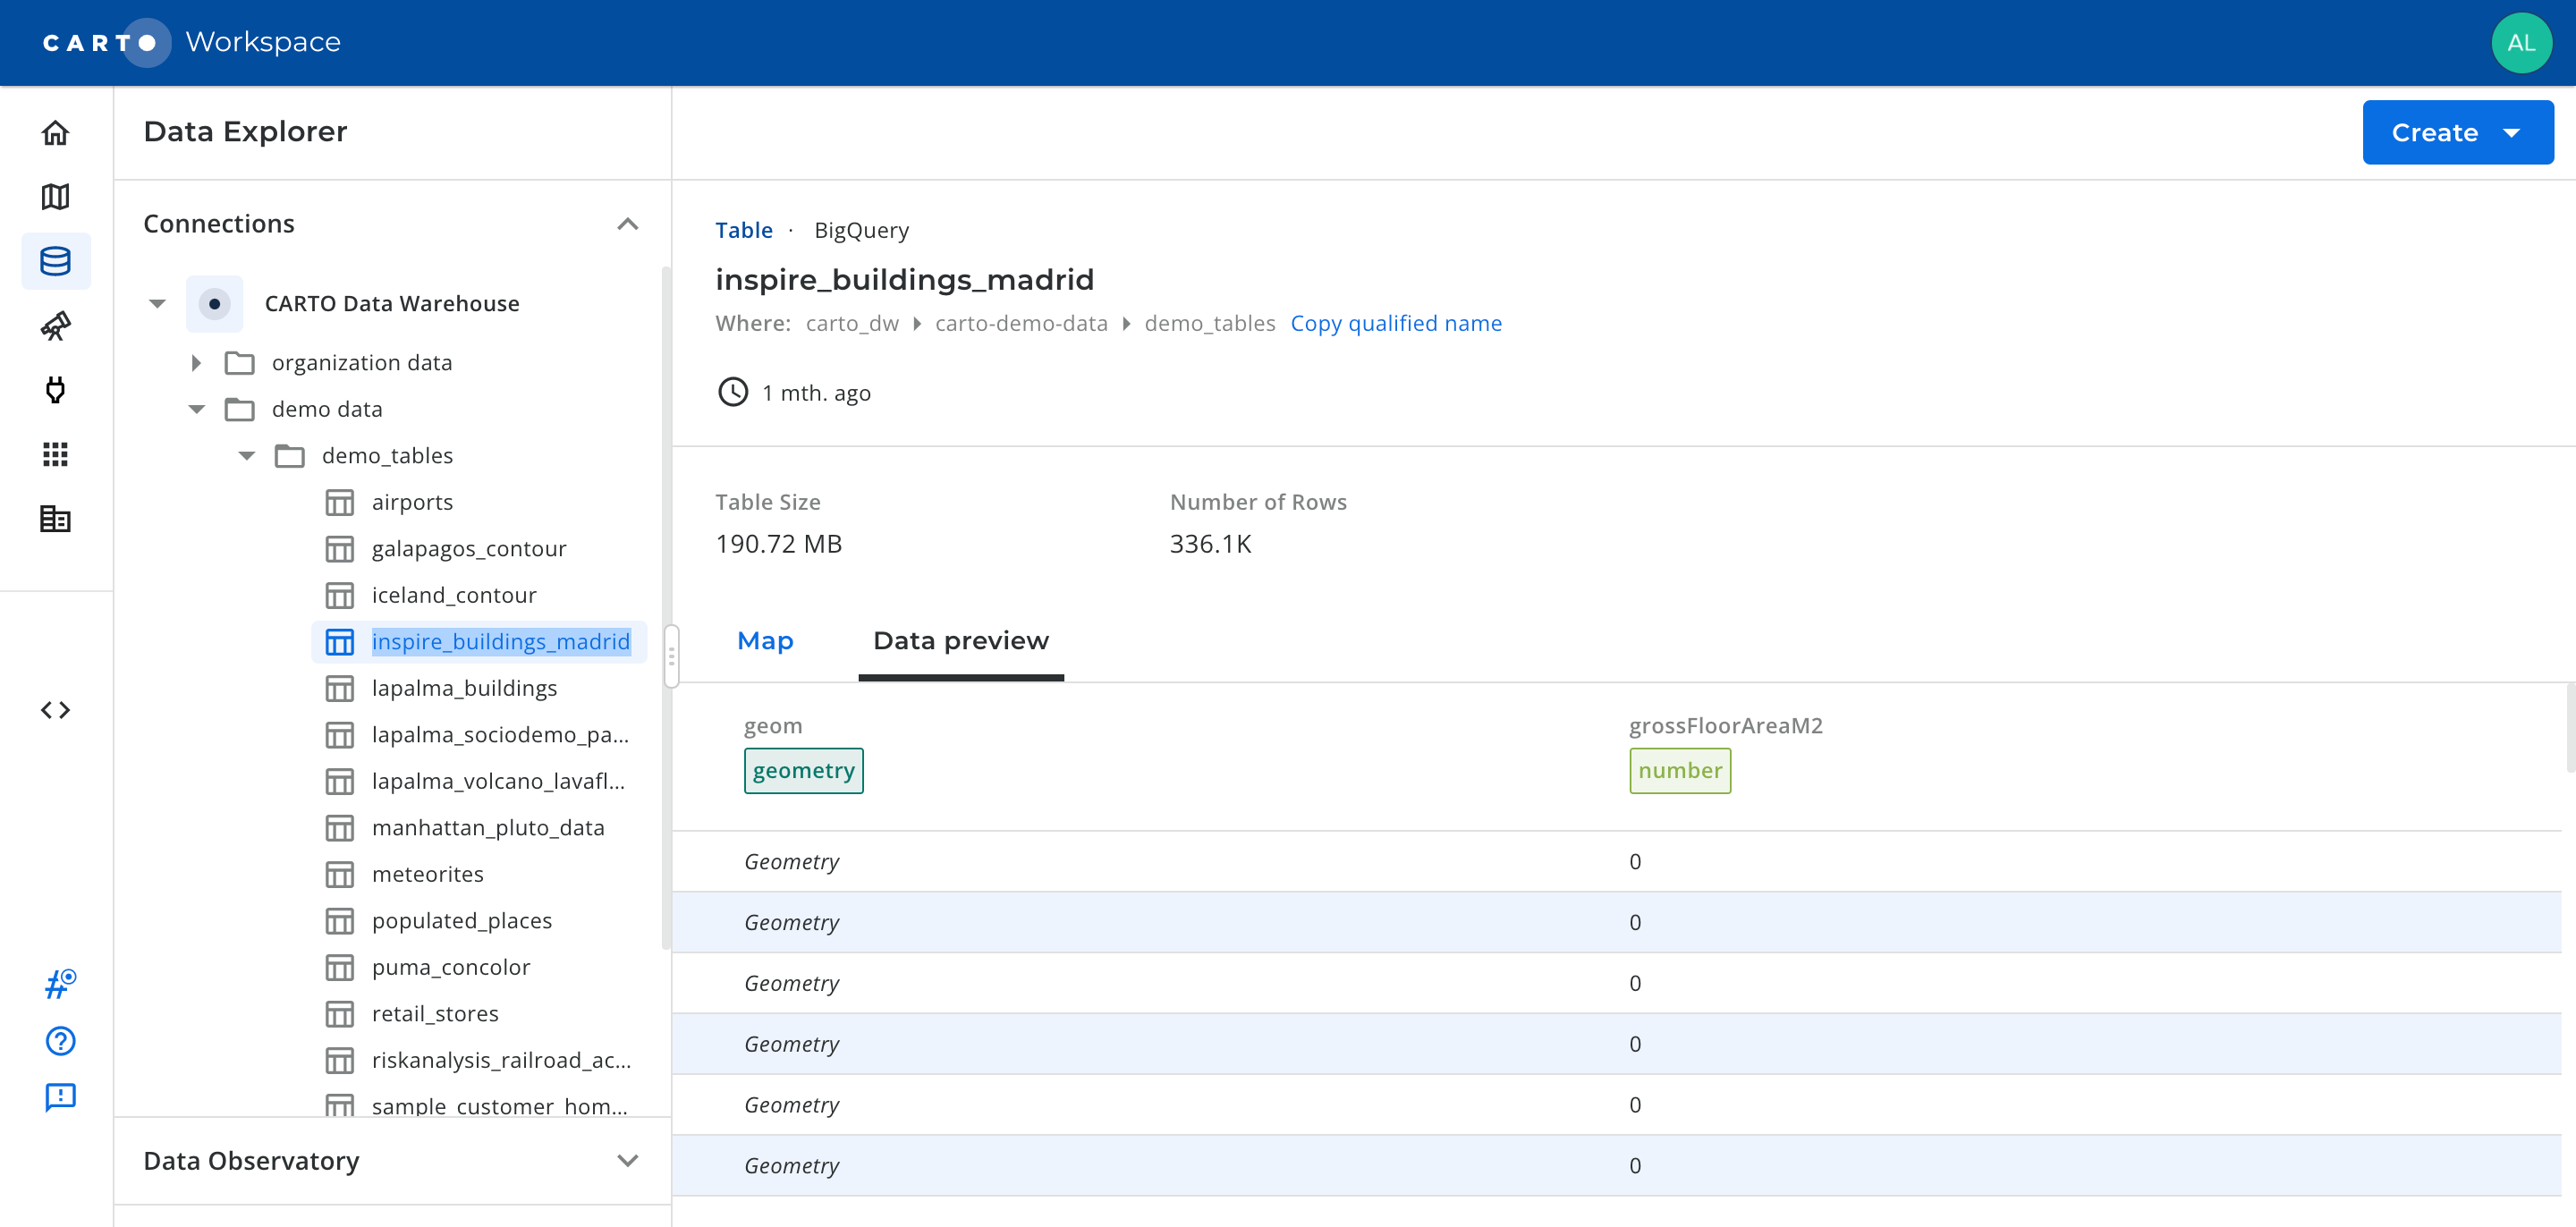 CARTO Workspace
AL
Data Explorer
Create
Connections
CARTO Data Warehouse
organization data
demo data
demo_tables
airports
galapagos_contour
iceland_contour
inspire_buildings_madrid
lapalma_buildings
lapalma_sociodemo_pa...
lapalma_volcano_lavafl...
manhattan_pluto_data
meteorites
populated_places
puma_concolor
retail_stores
riskanalysis_railroad_ac...
sample_customer_hom...
Data Observatory
Table · BigQuery
inspire_buildings_madrid
Where: carto_dw carto-demo-data demo_tables Copy qualified name
1 mth. ago
Table Size Number of Rows
190.72 MB 336.1K
Map Data preview
geom grossFloorAreaM2
geometry number
Geometry 0
Geometry 0
Geometry 0
Geometry 0
Geometry 0
Geometry 0